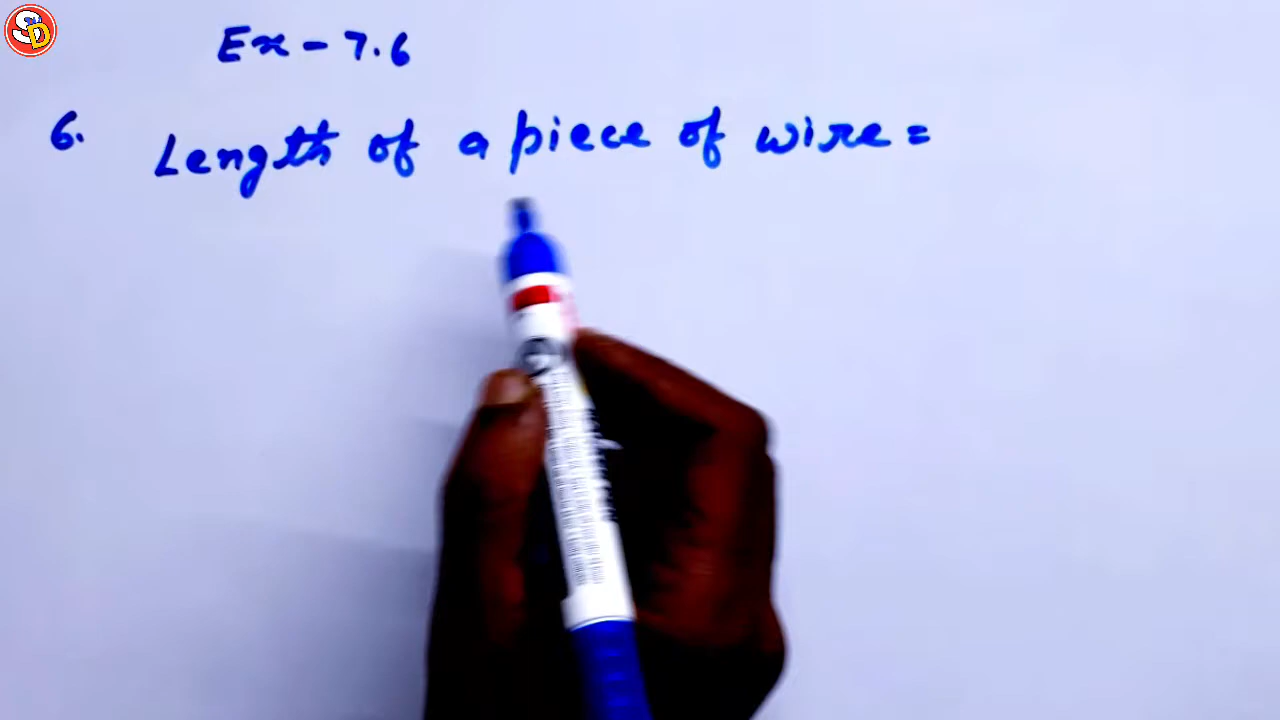 Ex - 7.6
6. Length of a piece of wire =